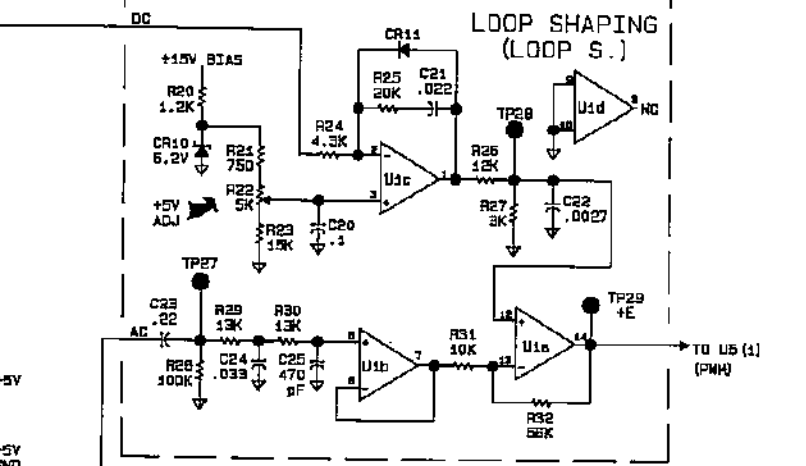 LOOP SHAPING
(LOOP S.)
DC
+15V BIAS
R20
1.2K
CR10
6.2V
R21
750
R22
5K
+5V
ADJ
R23
15K
C20
.1
R24
4.3K
CR11
R25
20K
C21
.022
2
-
3
+
U1c
1
R26
12K
TP28
R27
3K
C22
.0027
9
10
U1d
8
NC
TP27
C23
.22
AC
R28
100K
R29
13K
C24
.033
R30
13K
C25
470
pF
5
+
6
-
U1b
7
R31
10K
12
+
13
-
U1a
14
R32
56K
TP29
+E
TO U5(1)
(PWM)
-5V
-5V